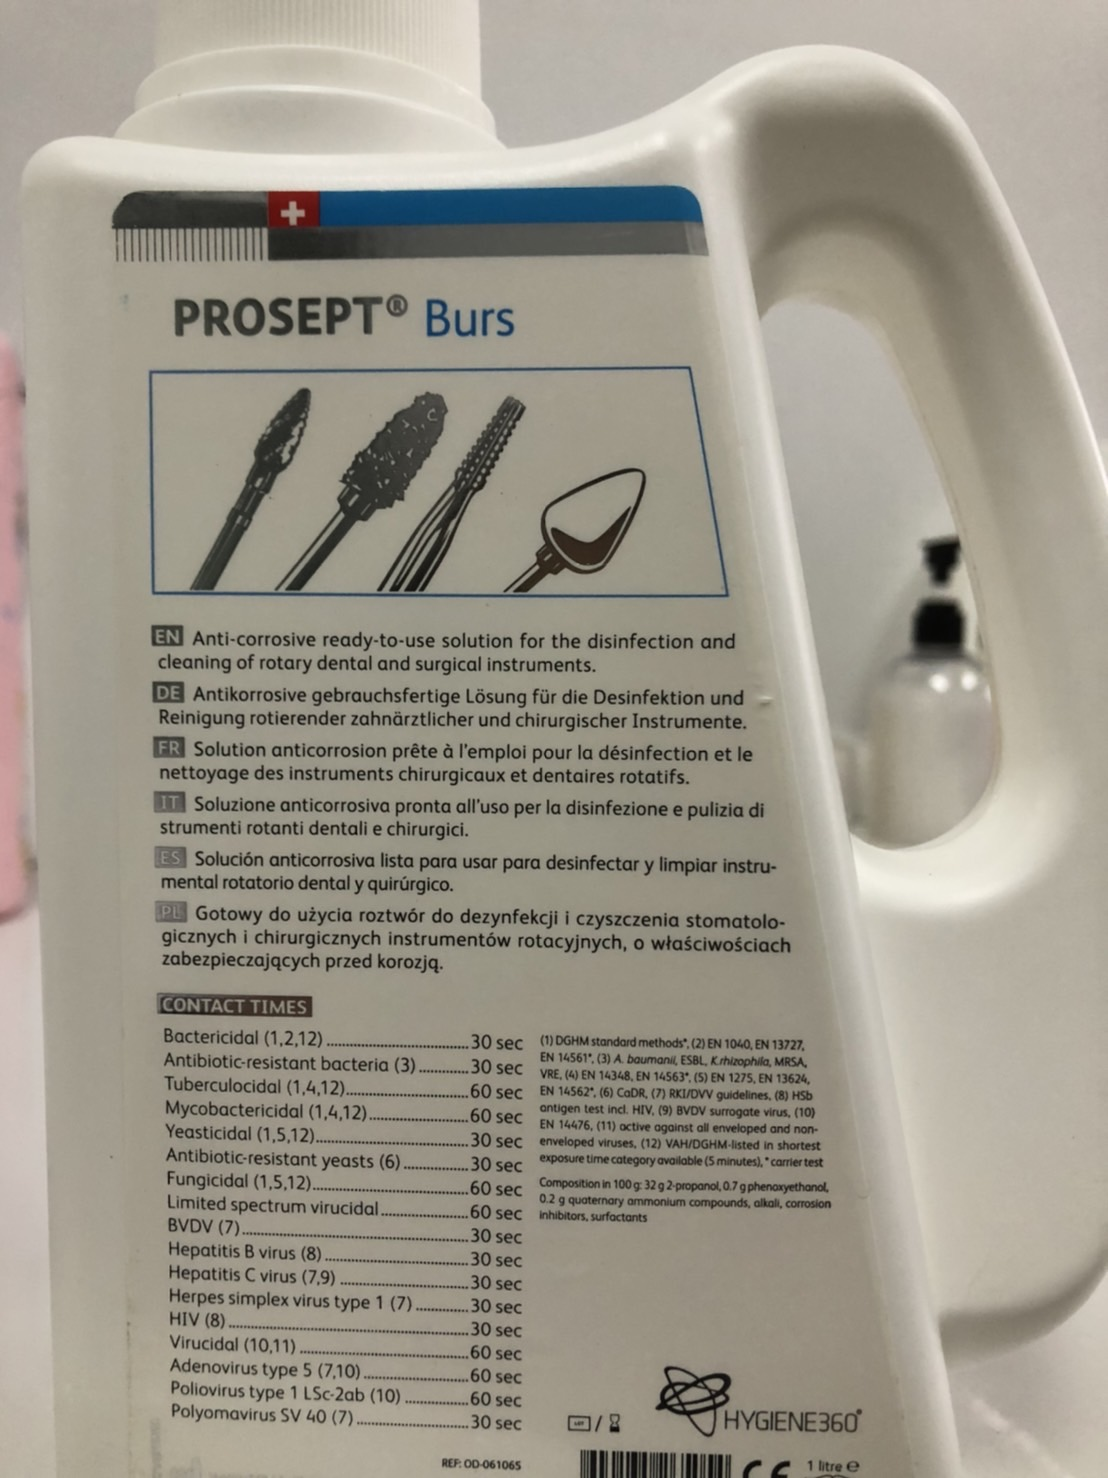 PROSEPT® Burs
EN Anti-corrosive ready-to-use solution for the disinfection and
cleaning of rotary dental and surgical instruments.
DE Antikorrosive gebrauchsfertige Lösung für die Desinfektion und
Reinigung rotierender zahnärztlicher und chirurgischer Instrumente.
FR Solution anticorrosion prête à l'emploi pour la désinfection et le
nettoyage des instruments chirurgicaux et dentaires rotatifs.
IT Soluzione anticorrosiva pronta all'uso per la disinfezione e pulizia di
strumenti rotanti dentali e chirurgici.
ES Solución anticorrosiva lista para usar para desinfectar y limpiar instru-
mental rotatorio dental y quirúrgico.
PL Gotowy do użycia roztwór do dezynfekcji i czyszczenia stomatolo-
gicznych i chirurgicznych instrumentów rotacyjnych, o właściwościach
zabezpieczających przed korozją.
CONTACT TIMES
Bactericidal (1,2,12) 30 sec
Antibiotic-resistant bacteria (3) 30 sec
Tuberculocidal (1,4,12) 60 sec
Mycobactericidal (1,4,12) 60 sec
Yeasticidal (1,5,12) 30 sec
Antibiotic-resistant yeasts (6) 30 sec
Fungicidal (1,5,12) 60 sec
Limited spectrum virucidal 60 sec
BVDV (7) 30 sec
Hepatitis B virus (8) 30 sec
Hepatitis C virus (7,9) 30 sec
Herpes simplex virus type 1 (7) 30 sec
HIV (8) 30 sec
Virucidal (10,11) 60 sec
Adenovirus type 5 (7,10) 60 sec
Poliovirus type 1 LSc-2ab (10) 60 sec
Polyomavirus SV 40 (7) 30 sec
(1) DGHM standard methods*, (2) EN 1040, EN 13727,
EN 14561*, (3) A. baumanii, ESBL, K.rhizophila, MRSA,
VRE, (4) EN 14348, EN 14563*, (5) EN 1275, EN 13624,
EN 14562*, (6) CaDR, (7) RKI/DVV guidelines, (8) HSb
antigen test incl. HIV, (9) BVDV surrogate virus, (10)
EN 14476, (11) active against all enveloped and non-
enveloped viruses, (12) VAH/DGHM-listed in shortest
exposure time category available (5 minutes), * carrier test
Composition in 100 g: 32 g 2-propanol, 0.7 g phenoxyethanol,
0.2 g quaternary ammonium compounds, alkali, corrosion
inhibitors, surfactants
LOT /
HYGIENE360°
REF: OD-061065
CE
1 litre e